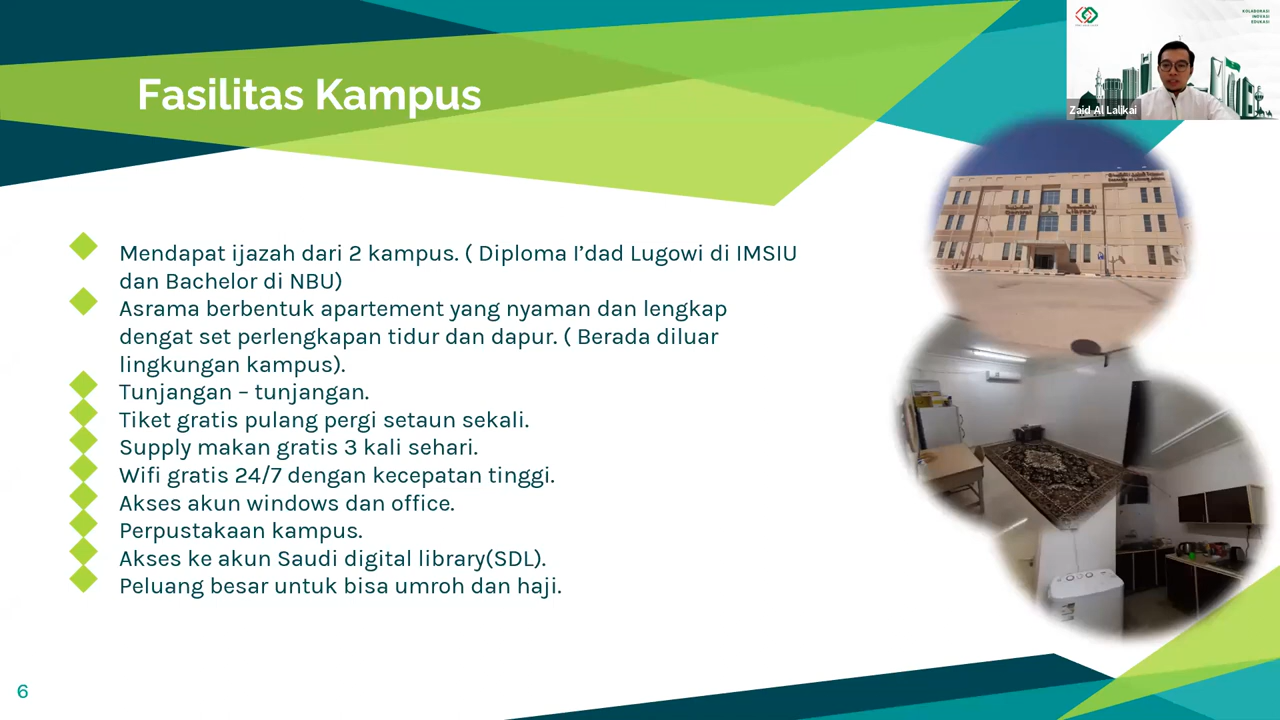 Fasilitas Kampus
KOLABORASI
INOVASI
EDUKASI
Zaid Al Lalikai
Mendapat ijazah dari 2 kampus. ( Diploma I’dad Lugowi di IMSIU
dan Bachelor di NBU)
Asrama berbentuk apartement yang nyaman dan lengkap
dengat set perlengkapan tidur dan dapur. ( Berada diluar
lingkungan kampus).
Tunjangan – tunjangan.
Tiket gratis pulang pergi setaun sekali.
Supply makan gratis 3 kali sehari.
Wifi gratis 24/7 dengan kecepatan tinggi.
Akses akun windows dan office.
Perpustakaan kampus.
Akses ke akun Saudi digital library(SDL).
Peluang besar untuk bisa umroh dan haji.
المكتبة
المركزية
Library
6